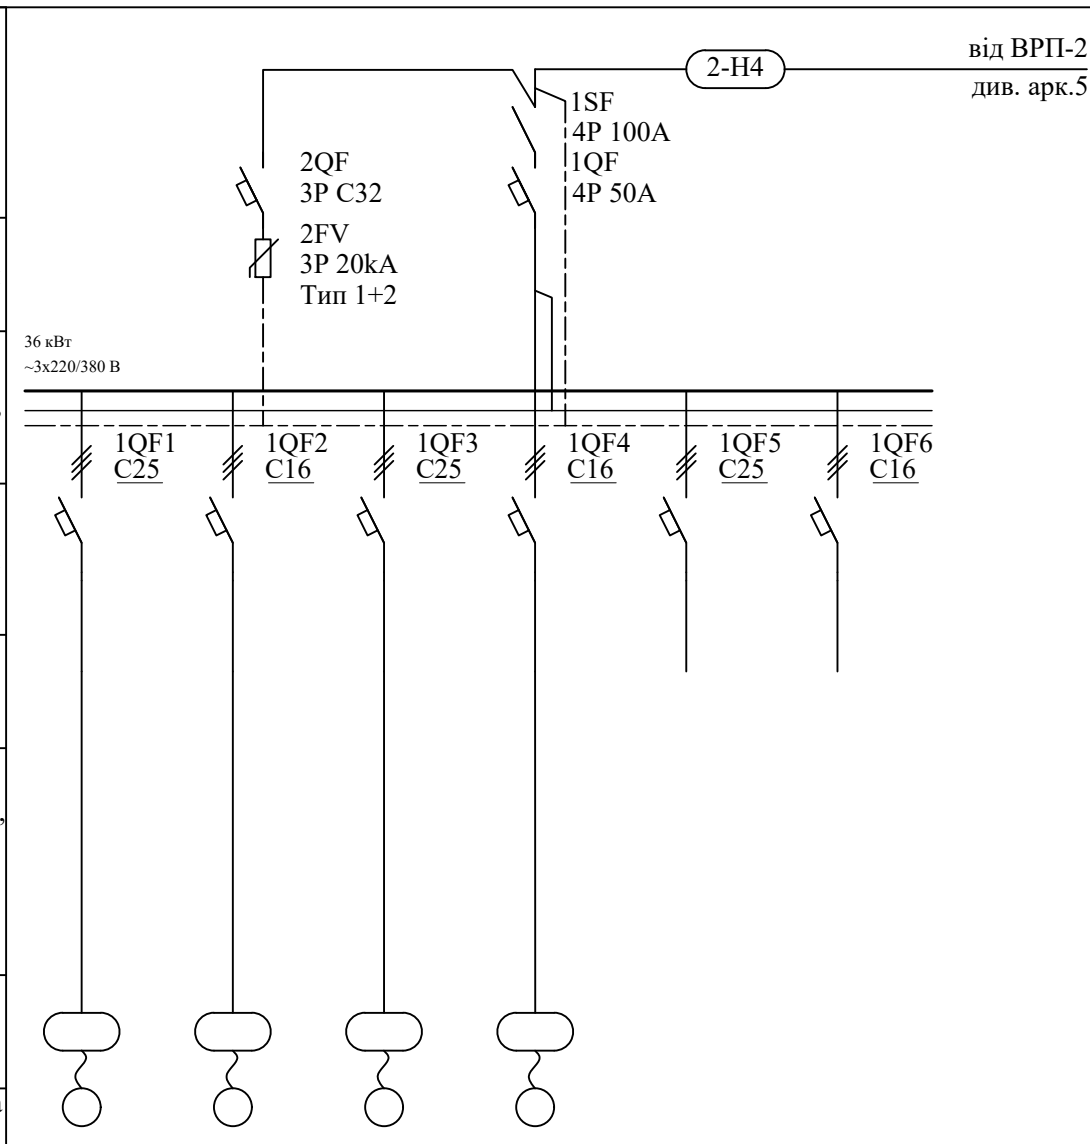 від ВРП-2
2-Н4
див. арк.5
1SF
4P 100A
1QF
4P 50A
2QF
3P C32
2FV
3P 20kA
Тип 1+2
36 кВт
~3х220/380 В
1QF1
C25
1QF2
C16
1QF3
C25
1QF4
C16
1QF5
C25
1QF6
C16